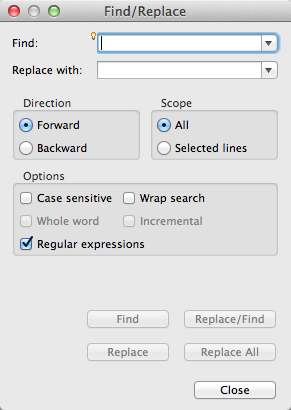 Find/Replace
Find:
Replace with:
Direction Scope
Forward All
Backward Selected lines
Options
Case sensitive Wrap search
Whole word Incremental
Regular expressions
Find Replace/Find
Replace Replace All
Close